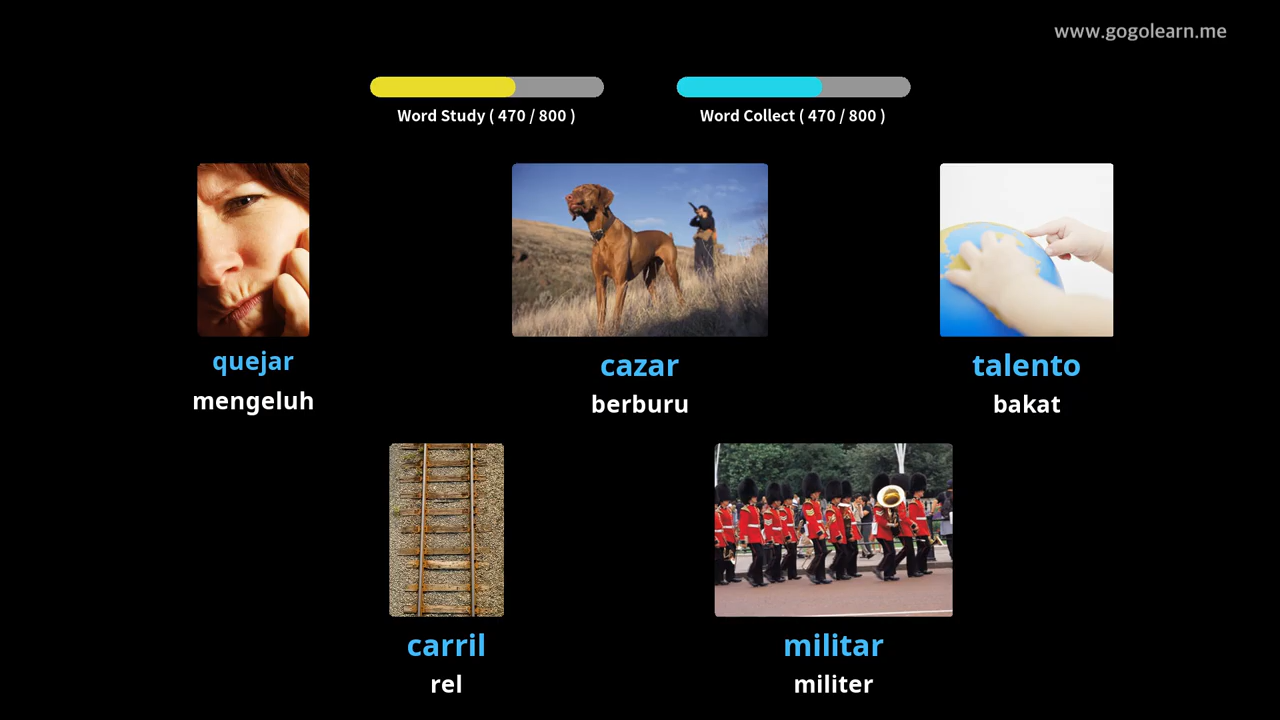 www.gogolearn.me
Word Study ( 470 / 800 )
Word Collect ( 470 / 800 )
quejar
mengeluh
cazar
berburu
talento
bakat
carril
rel
militar
militer